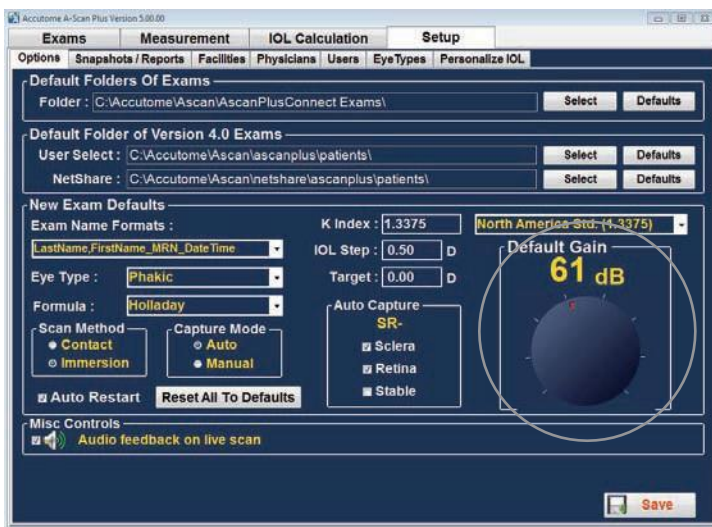 Accutome A-Scan Plus Version 5.00.00
Exams Measurement IOL Calculation Setup
Options Snapshots / Reports Facilities Physicians Users EyeTypes Personalize IOL
Default Folders Of Exams
Folder : C:\Accutome\Ascan\AscanPlusConnect Exams\ Select Defaults
Default Folder of Version 4.0 Exams
User Select : C:\Accutome\Ascan\ascanplus\patients\ Select Defaults
NetShare : C:\Accutome\Ascan\netshare\ascanplus\patients\ Select Defaults
New Exam Defaults
Exam Name Formats : K Index : 1.3375 North America Std. (1.3375)
LastName,FirstName_MRN_DateTime IOL Step : 0.50 D Default Gain
Eye Type : Phakic Target : 0.00 D 61 dB
Formula : Holladay Auto Capture
Scan Method Capture Mode SR-
Contact Auto Sclera
Immersion Manual Retina
Auto Restart Reset All To Defaults Stable
Misc Controls
Audio feedback on live scan
Save